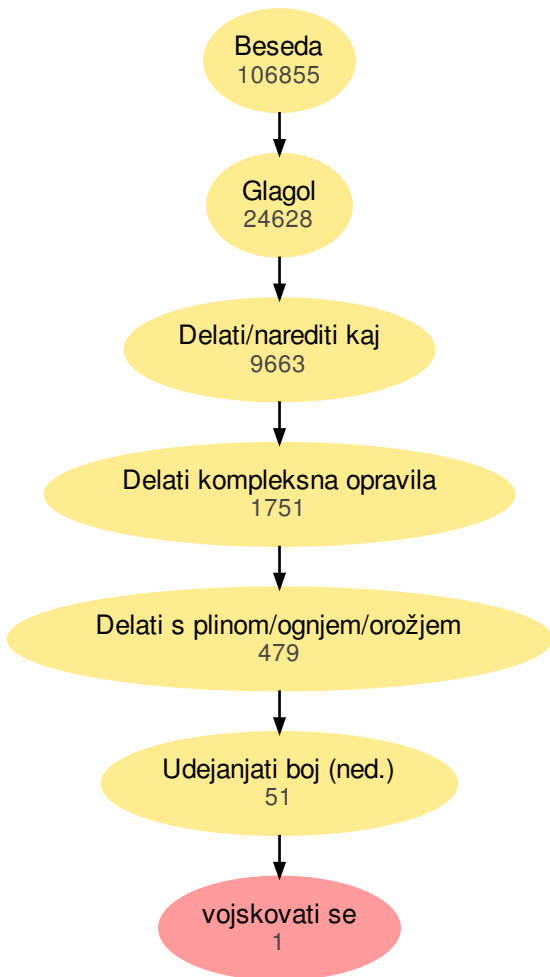 Beseda
106855
Glagol
24628
Delati/narediti kaj
9663
Delati kompleksna opravila
1751
Delati s plinom/ognjem/orožjem
479
Udejanjati boj (ned.)
51
vojskovati se
1